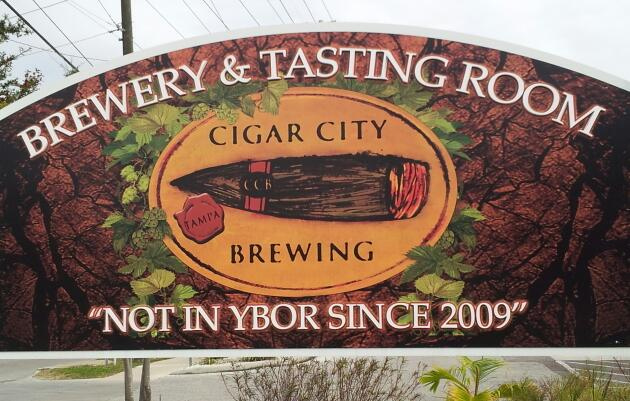 BREWERY & TASTING ROOM
CIGAR CITY
CCB
TAMPA
BREWING
"NOT IN YBOR SINCE 2009"